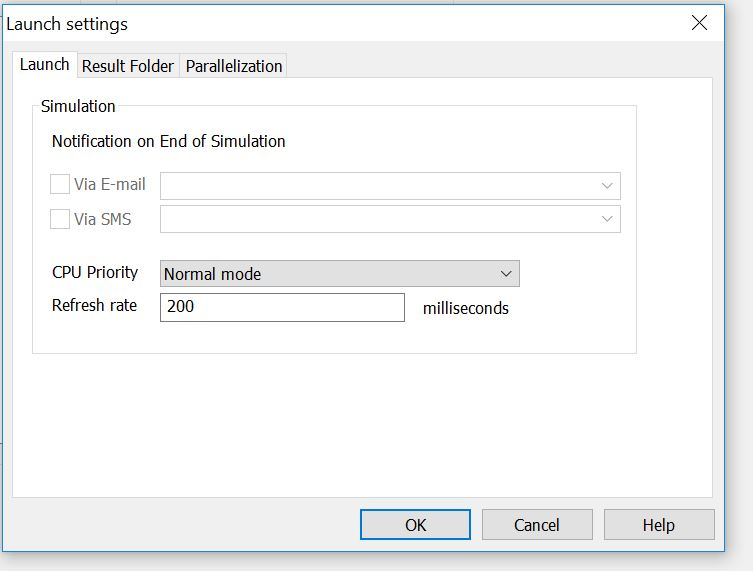 Launch settings
Launch Result Folder Parallelization
Simulation
Notification on End of Simulation
Via E-mail
Via SMS
CPU Priority Normal mode
Refresh rate 200 milliseconds
OK Cancel Help